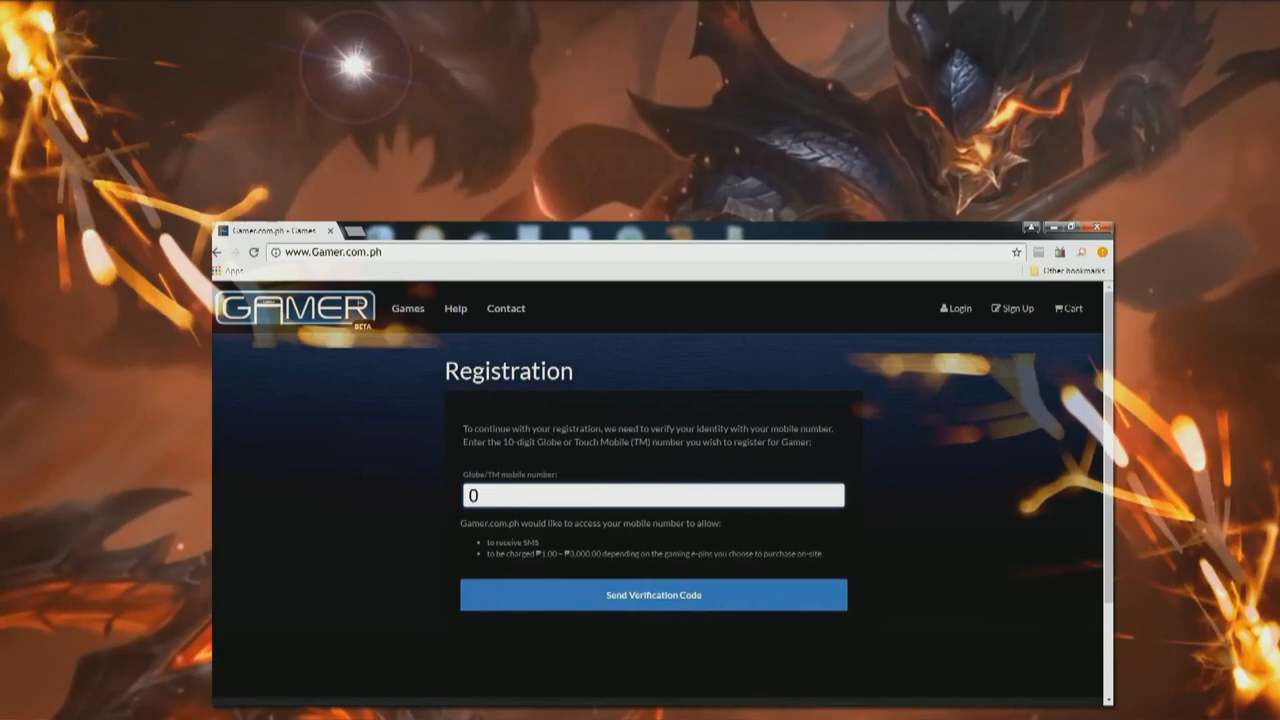 Gamer.com.ph - Games
www.Gamer.com.ph
Apps
Other bookmarks
GAMER
BETA
Games Help Contact
Login Sign Up Cart
Registration
To continue with your registration, we need to verify your identity with your mobile number.
Enter the 10-digit Globe or Touch Mobile (TM) number you wish to register for Gamer:
Globe/TM mobile number:
0
Gamer.com.ph would like to access your mobile number to allow:
to receive SMS
to be charged ₱1.00 – ₱3,000.00 depending on the gaming e-pins you choose to purchase on-site
Send Verification Code